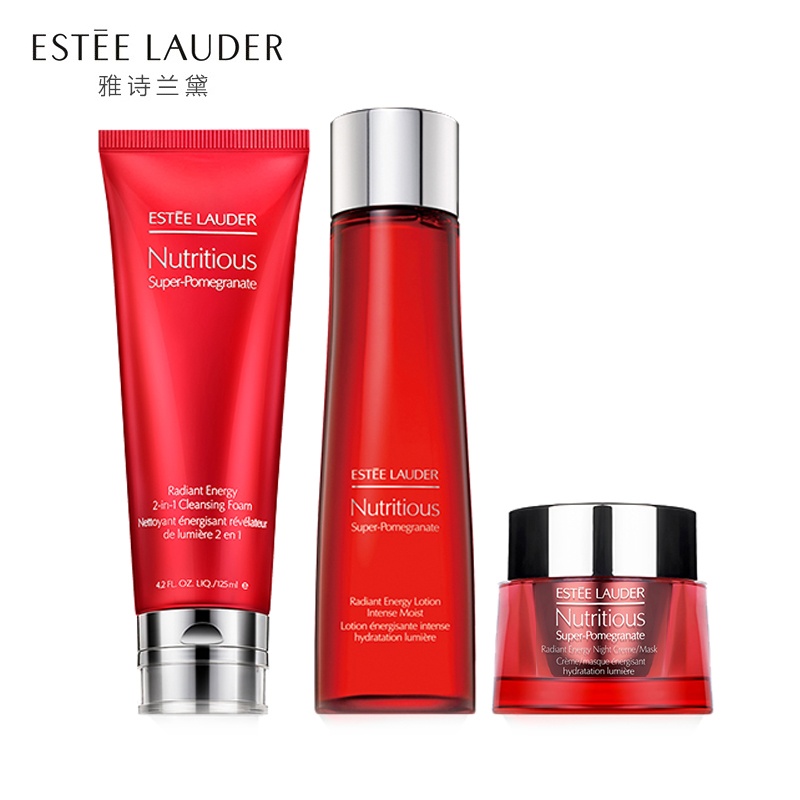 ESTĒE LAUDER
雅诗兰黛
ESTĒE LAUDER
Nutritious
Super-Pomegranate
Radiant Energy
2-in-1 Cleansing Foam
Nettoyant énergisant révélateur
de lumière 2 en 1
4.2 FL. OZ. LIQ./125ml e
ESTĒE LAUDER
Nutritious
Super-Pomegranate
Radiant Energy Lotion
Intense Moist
Lotion énergisante intense
hydratation lumière
ESTĒE LAUDER
Nutritious
Super-Pomegranate
Radiant Energy Night Creme/Mask
Crème/masque énergisant
hydratation lumière